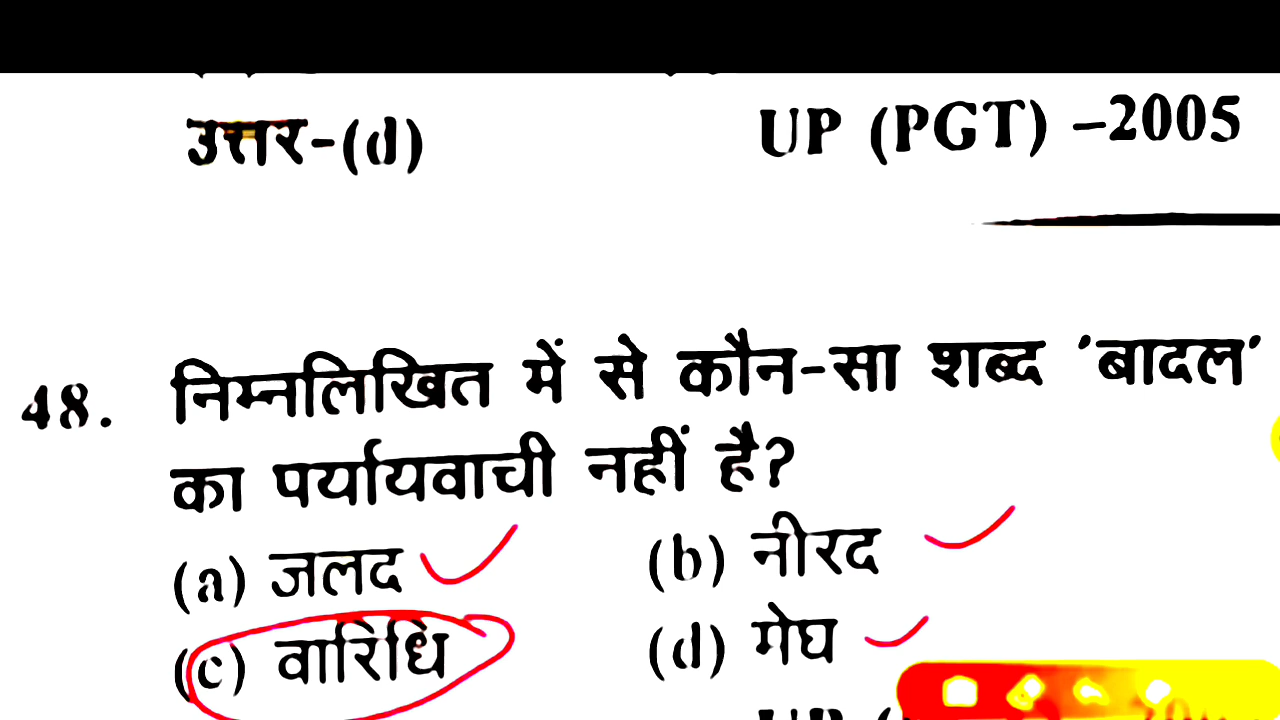 उत्तर-(d) UP (PGT) –2005
48. निम्नलिखित में से कौन-सा शब्द 'बादल'
का पर्यायवाची नहीं है?
(a) जलद (b) नीरद
(c) वारिधि (d) मेघ